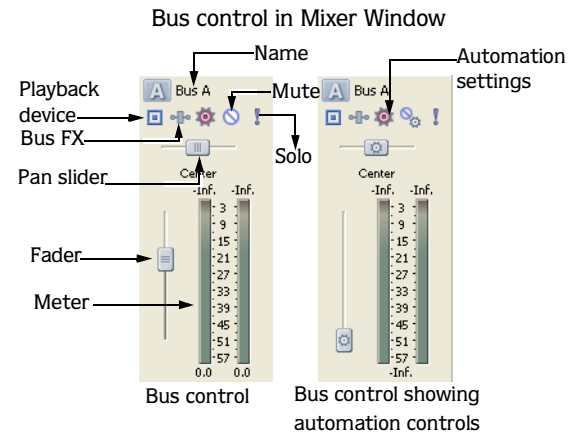 Bus control in Mixer Window
Name
Automation
settings
Playback
device
Bus FX
Pan slider
Fader
Meter
Mute
Solo
A Bus A
Center
-Inf. -Inf.
3
9
15
21
27
33
39
45
51
57
0.0 0.0
Bus control
A Bus A
Center
-Inf. -Inf.
3
9
15
21
27
33
39
45
51
57
-Inf.
Bus control showing
automation controls